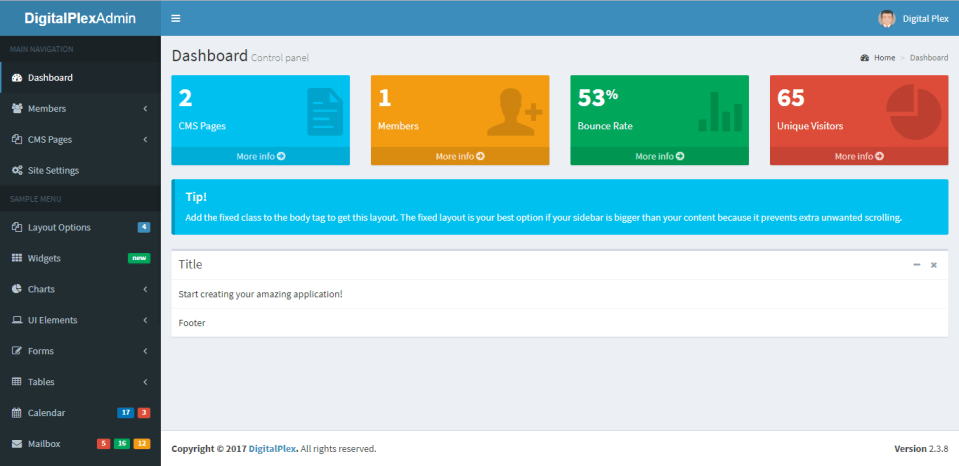 DigitalPlexAdmin
Digital Plex
MAIN NAVIGATION
Dashboard
Members
CMS Pages
Site Settings
SAMPLE MENU
Layout Options 4
Widgets new
Charts
UI Elements
Forms
Tables
Calendar 17 3
Mailbox 5 16 12
Dashboard Control panel
Home > Dashboard
2
CMS Pages
More info
1
Members
More info
53%
Bounce Rate
More info
65
Unique Visitors
More info
Tip!
Add the fixed class to the body tag to get this layout. The fixed layout is your best option if your sidebar is bigger than your content because it prevents extra unwanted scrolling.
Title
Start creating your amazing application!
Footer
Copyright © 2017 DigitalPlex. All rights reserved.
Version 2.3.8